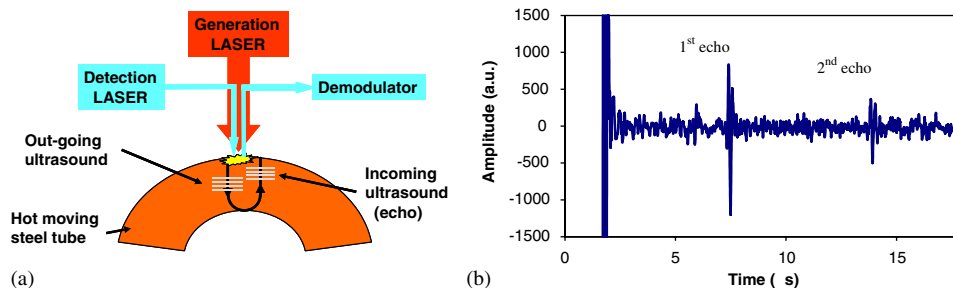 Generation
LASER
Detection
LASER
Demodulator
Out-going
ultrasound
Incoming
ultrasound
(echo)
Hot moving
steel tube
(a)
1500
1000
500
0
-500
-1000
-1500
Amplitude (a.u.)
1st echo
2nd echo
0 5 10 15
Time ( s)
(b)